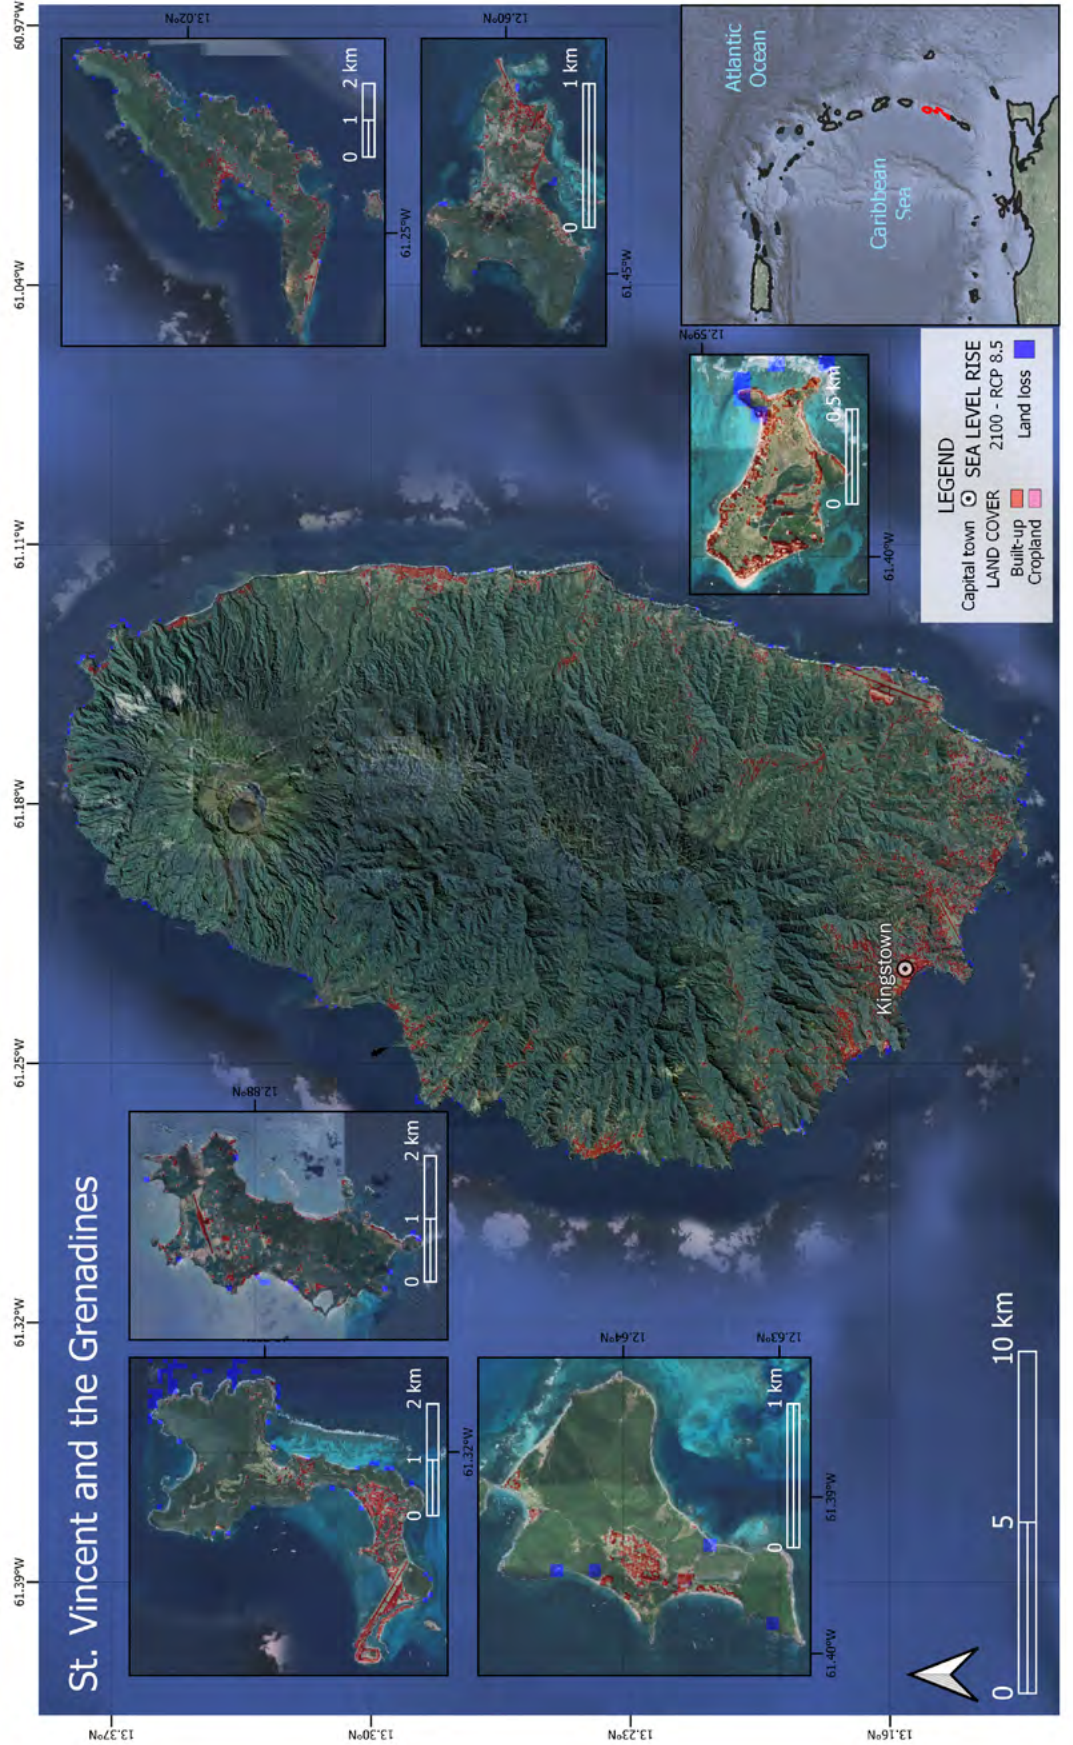 St. Vincent and the Grenadines
61.39°W
61.32°W
61.25°W
61.18°W
61.11°W
61.04°W
60.97°W
13.37°N
13.30°N
13.23°N
13.16°N
0 1 2 km
61.32°W
12.88°N
0 1 2 km
12.64°N
12.63°N
0 1 km
61.40°W
61.39°W
13.02°N
0 1 2 km
61.25°W
12.60°N
0 1 km
61.45°W
12.59°N
0 0.5 km
61.40°W
Kingstown
Atlantic
Ocean
Caribbean
Sea
LEGEND
Capital town
LAND COVER
Built-up
Cropland
SEA LEVEL RISE
2100 - RCP 8.5
Land loss
0 5 10 km